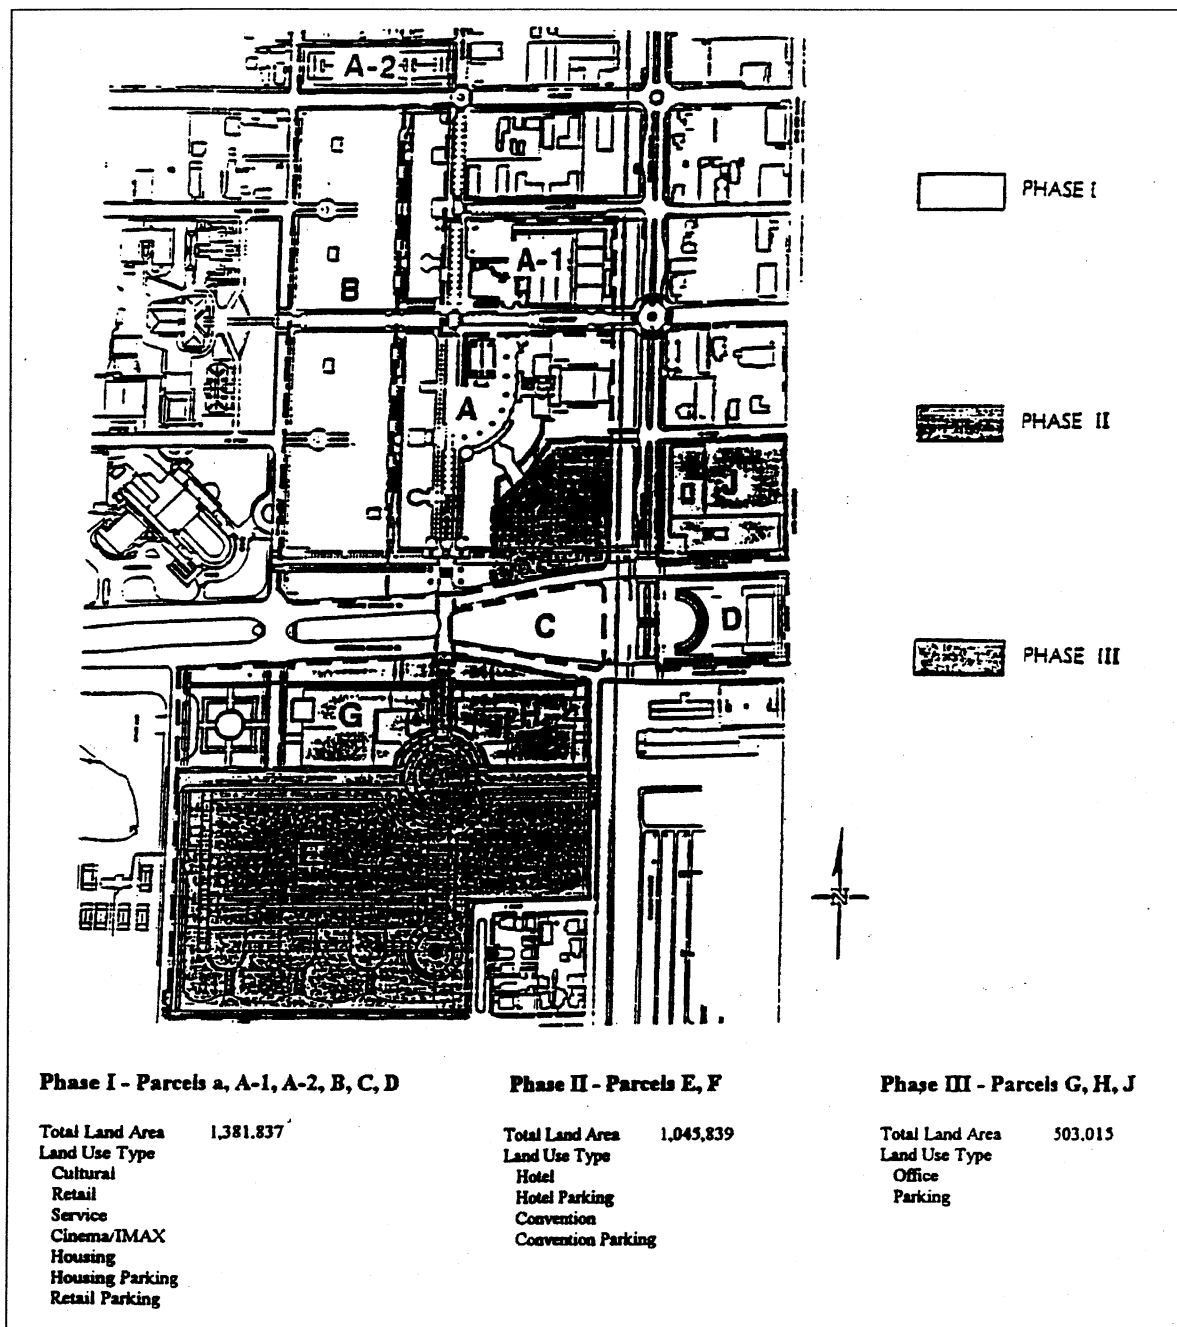 A-2
PHASE I
A-1
B
A
PHASE II
J
C
D
PHASE III
G
H
N
Phase I - Parcels a, A-1, A-2, B, C, D
Total Land Area 1,381.837
Land Use Type
Cultural
Retail
Service
Cinema/IMAX
Housing
Housing Parking
Retail Parking
Phase II - Parcels E, F
Total Land Area 1,045,839
Land Use Type
Hotel
Hotel Parking
Convention
Convention Parking
Phase III - Parcels G, H, J
Total Land Area 503.015
Land Use Type
Office
Parking